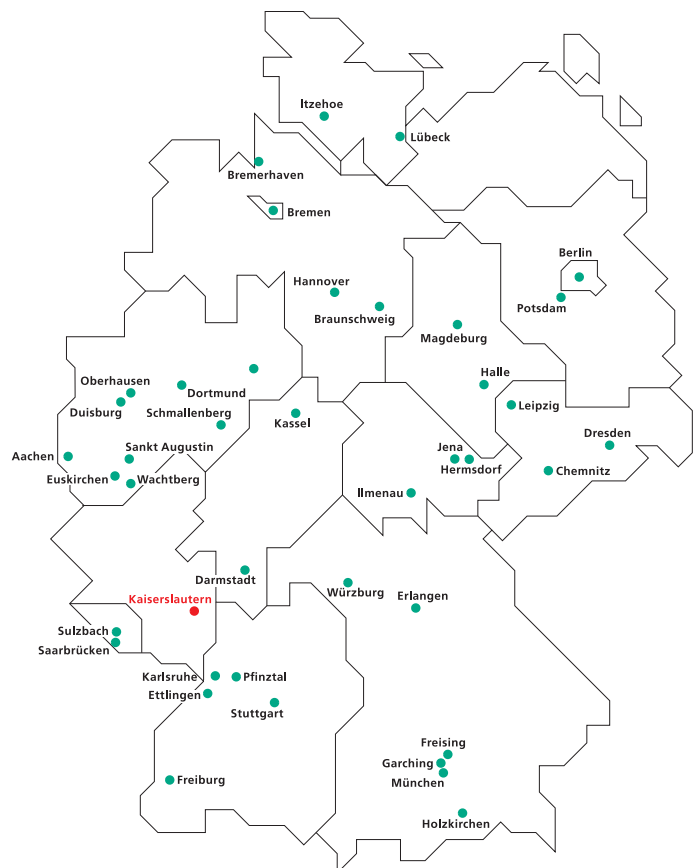 Itzehoe
Lübeck
Bremerhaven
Bremen
Berlin
Hannover
Potsdam
Braunschweig
Magdeburg
Oberhausen
Halle
Dortmund
Duisburg
Leipzig
Schmallenberg
Kassel
Dresden
Sankt Augustin
Jena
Aachen
Hermsdorf
Chemnitz
Euskirchen
Wachtberg
Ilmenau
Darmstadt
Würzburg
Kaiserslautern
Erlangen
Sulzbach
Saarbrücken
Karlsruhe
Pfinztal
Ettlingen
Stuttgart
Freising
Garching
Freiburg
München
Holzkirchen